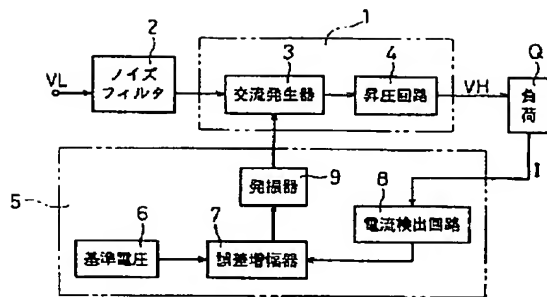 1
2
VL
ノイズ
フィルタ
3
交流発生器
4
昇圧回路
VH
Q
負
荷
I
発振器
9
5
6
基準電圧
7
誤差増幅器
8
電流検出回路